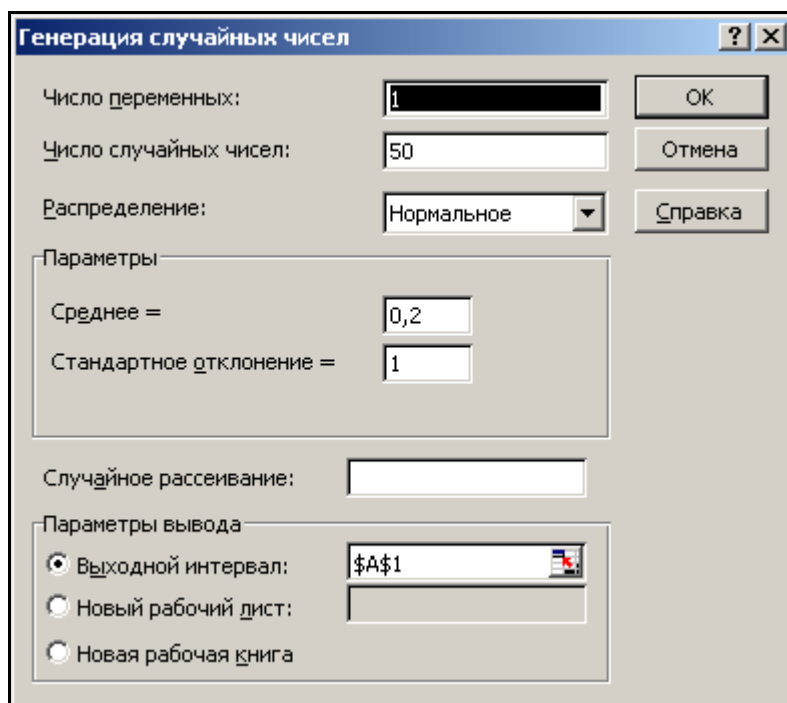 Генерация случайных чисел
Число переменных: 1 OK
Число случайных чисел: 50 Отмена
Распределение: Нормальное Справка
Параметры
Среднее = 0,2
Стандартное отклонение = 1
Случайное рассеивание:
Параметры вывода
Выходной интервал: $A$1
Новый рабочий лист:
Новая рабочая книга